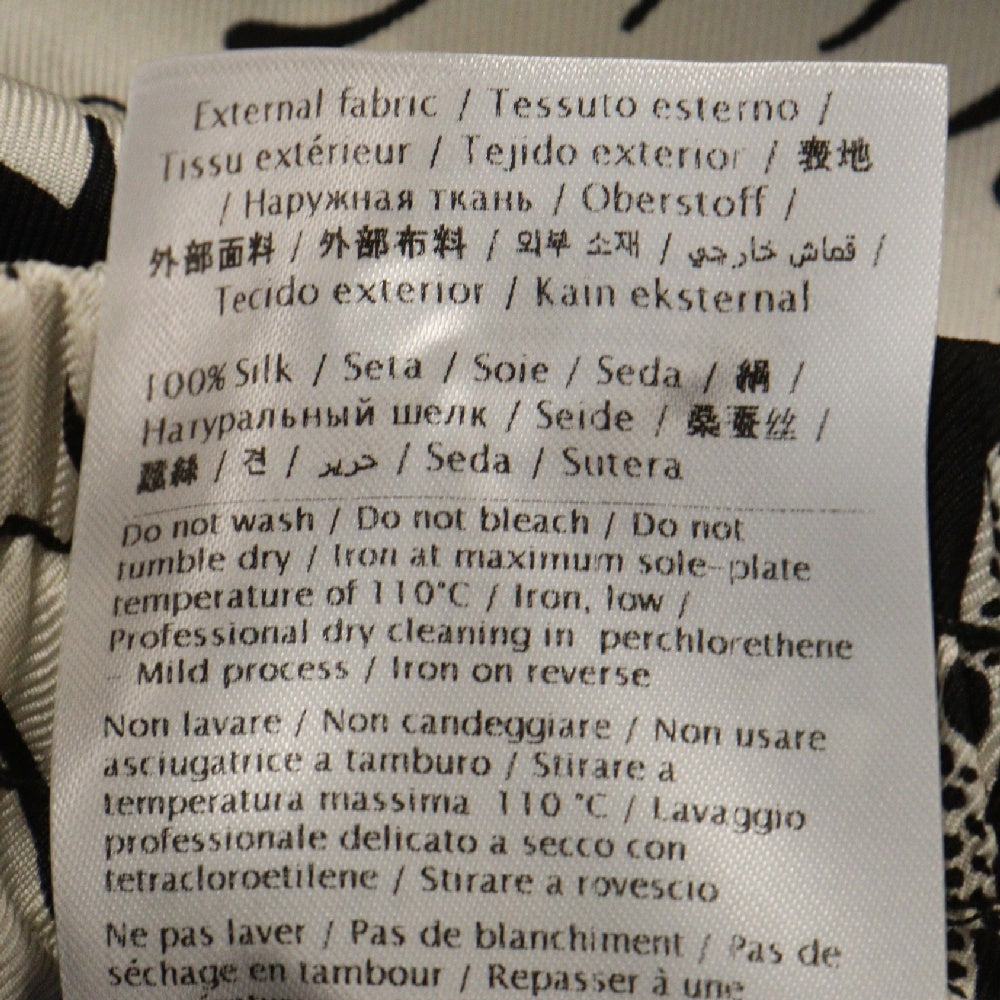 External fabric / Tessuto esterno /
Tissu extérieur / Tejido exterior / 表地
/ Наружная ткань / Oberstoff /
外部面料 / 外部布料 / 외부 소재 / قماش خارجي /
Tecido exterior / Kain eksternal
100% Silk / Seta / Soie / Seda / 絹 /
Натуральный шелк / Seide / 桑蚕丝 /
蠶絲 / 견 / حرير / Seda / Sutera
Do not wash / Do not bleach / Do not
tumble dry / Iron at maximum sole-plate
temperature of 110°C / Iron, low /
Professional dry cleaning in perchlorethene
- Mild process / Iron on reverse
Non lavare / Non candeggiare / Non usare
asciugatrice a tamburo / Stirare a
temperatura massima 110 °C / Lavaggio
professionale delicato a secco con
tetracloroetilene / Stirare a rovescio
Ne pas laver / Pas de blanchiment / Pas de
séchage en tambour / Repasser à une